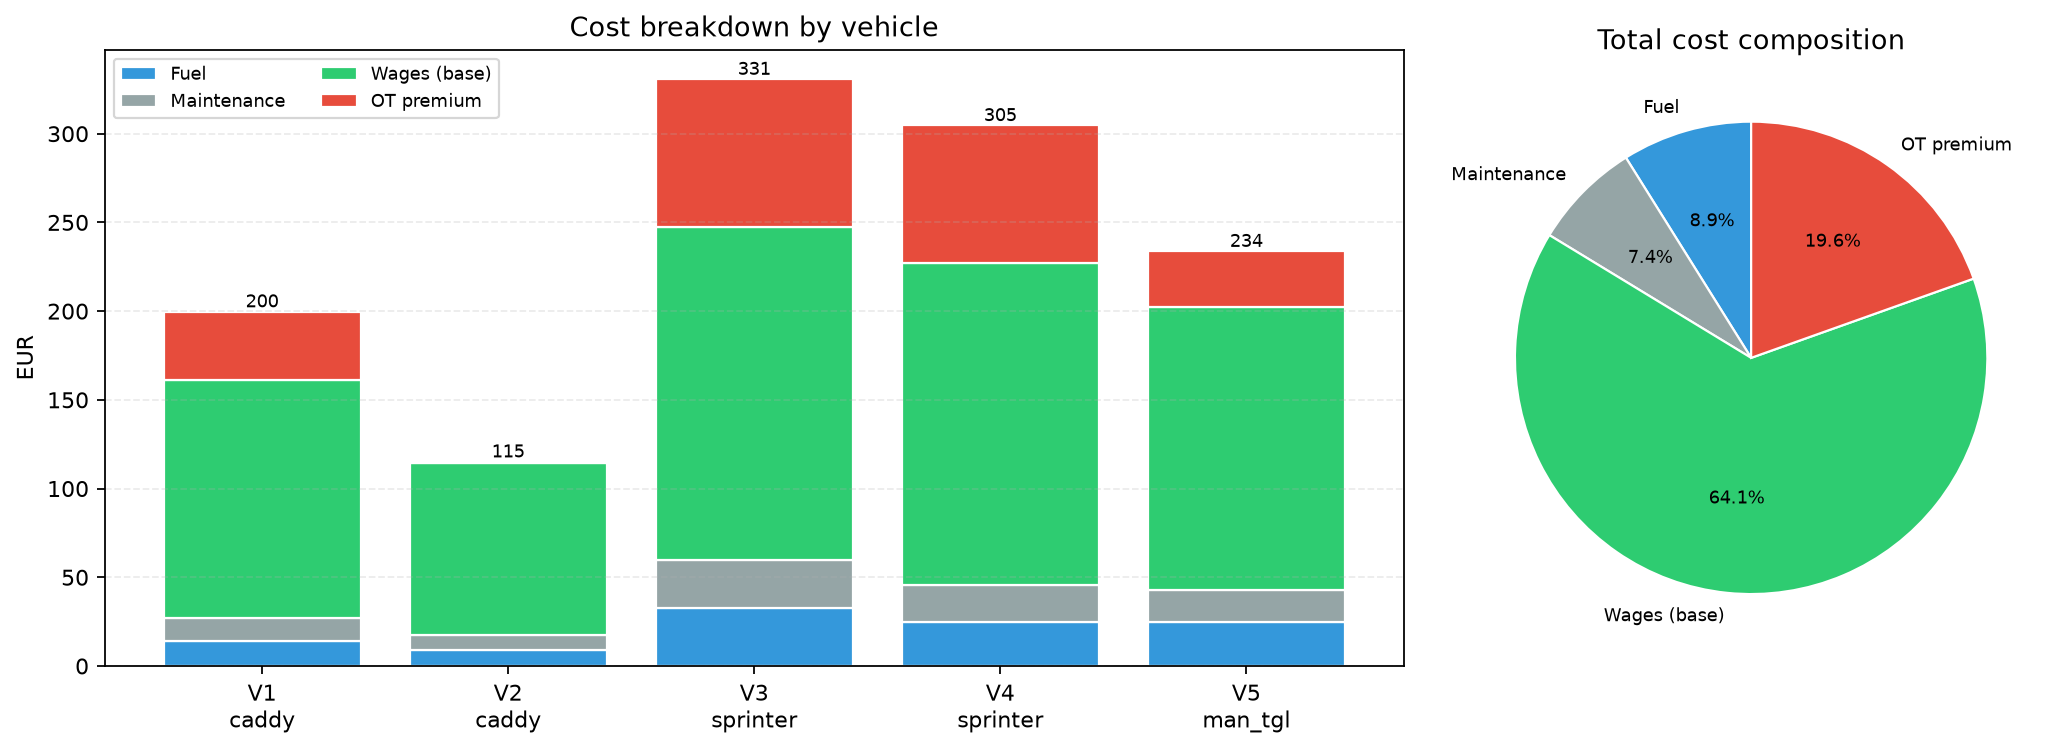 Cost breakdown by vehicle
Fuel
Maintenance
Wages (base)
OT premium
EUR
300
250
200
150
100
50
0
200
115
331
305
234
V1
caddy
V2
caddy
V3
sprinter
V4
sprinter
V5
man_tgl
Total cost composition
Fuel
Maintenance
Wages (base)
OT premium
8.9%
7.4%
64.1%
19.6%